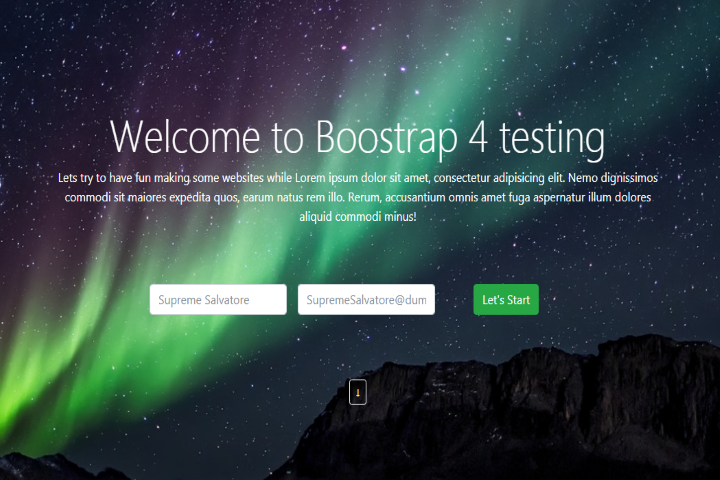 Welcome to Boostrap 4 testing
Lets try to have fun making some websites while Lorem ipsum dolor sit amet, consectetur adipisicing elit. Nemo dignissimos
commodi sit maiores expedita quos, earum natus rem illo. Rerum, accusantium omnis amet fuga aspernatur illum dolores
aliquid commodi minus!
Supreme Salvatore SupremeSalvatore@dum Let's Start
↓